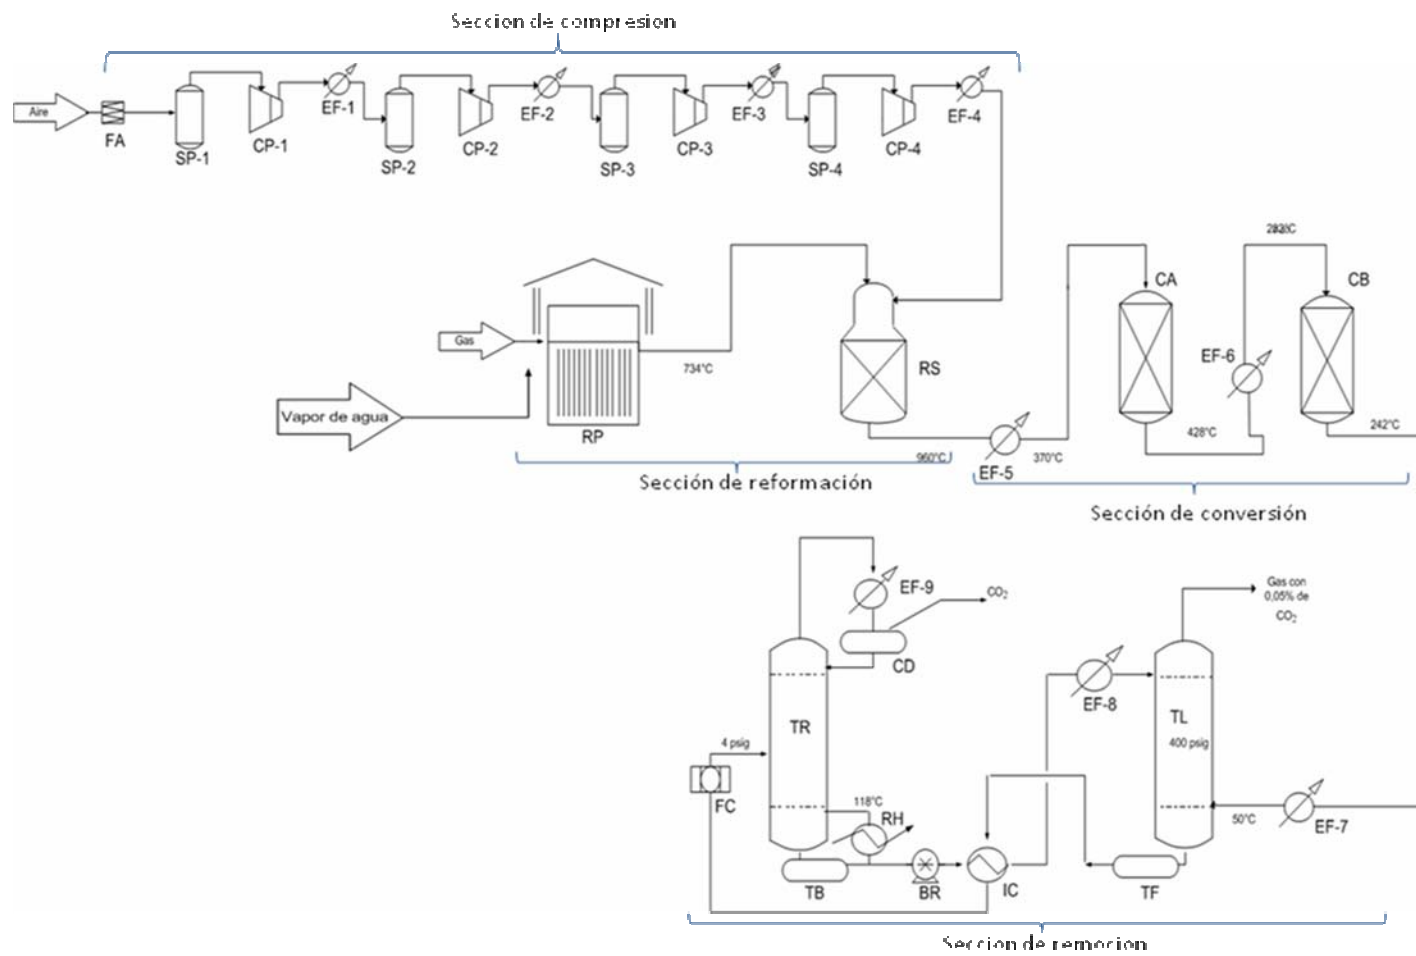 Seccion de compresion
Aire
FA
SP-1
CP-1
EF-1
SP-2
CP-2
EF-2
SP-3
CP-3
EF-3
SP-4
CP-4
EF-4
Gas
Vapor de agua
RP
734°C
RS
960°C
EF-5
370°C
CA
428°C
EF-6
CB
242°C
Sección de reformación
Sección de conversión
EF-9
CO2
CD
TR
4 psig
FC
118°C
RH
TB
BR
IC
EF-8
Gas con
0,05% de
CO2
TL
400 psig
50°C
EF-7
TF
Seccion de remocion